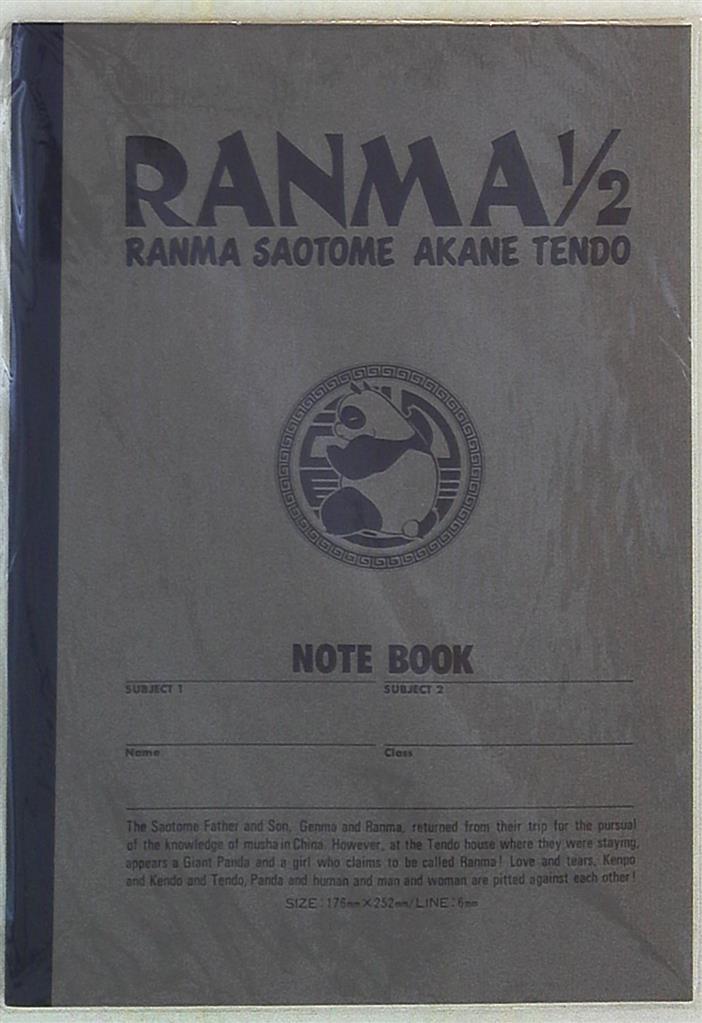 RANMA½
RANMA SAOTOME AKANE TENDO
NOTE BOOK
SUBJECT 1 SUBJECT 2
Name Class
The Saotome Father and Son, Genma and Ranma, returned from their trip for the pursual
of the knowledge of musha in China. However, at the Tendo house where they were staying,
appears a Giant Panda and a girl who claims to be called Ranma! Love and tears, Kenpo
and Kendo and Tendo, Panda and human and man and woman are pitted against each other!
SIZE:176mm×252mm/LINE:6mm